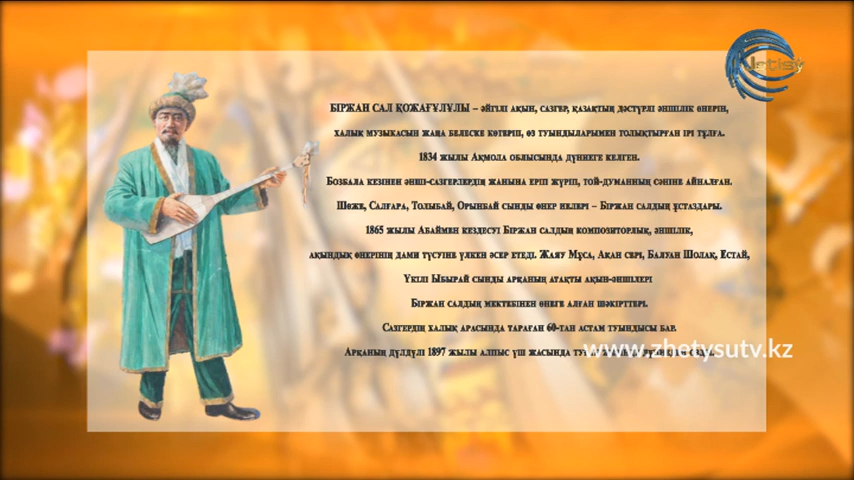 Jetisý
БІРЖАН САЛ ҚОЖАҒҰЛҰЛЫ – әйгілі ақын, сазгер, қазақтың дәстүрлі әншілік өнерін,
халық музыкасын жаңа белеске көтеріп, өз туындыларымен толықтырған ірі тұлға.
1834 жылы Ақмола облысында дүниеге келген.
Бозбала кезінен әнші-сазгерлердің жанына еріп жүріп, той-думанның сәніне айналған.
Шөже, Салғара, Толыбай, Орынбай сынды өнер иелері – Біржан салдың ұстаздары.
1865 жылы Абаймен кездесуі Біржан салдың композиторлық, әншілік,
ақындық өнерінің дами түсуіне үлкен әсер етеді. Жаяу Мұса, Ақан сері, Балуан Шолақ, Естай,
Үкілі Ыбырай сынды арқаның атақты ақын-әншілері
Біржан салдың мектебінен өнеге алған шәкірттері.
Сазгердің халық арасында тараған 60-тан астам туындысы бар.
Арқаның дүлдүлі 1897 жылы алпыс үш жасында
www.zhetysutv.kz